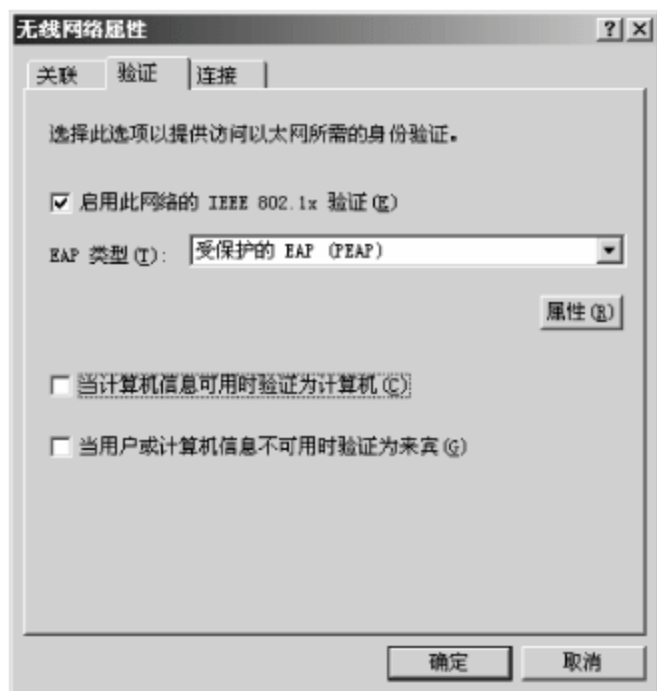 无线网络属性
关联 验证 连接
选择此选项以提供访问以太网所需的身份验证。
启用此网络的 IEEE 802.1x 验证(E)
EAP 类型(T): 受保护的 EAP (PEAP)
属性(R)
当计算机信息可用时验证为计算机(C)
当用户或计算机信息不可用时验证为来宾(G)
确定 取消